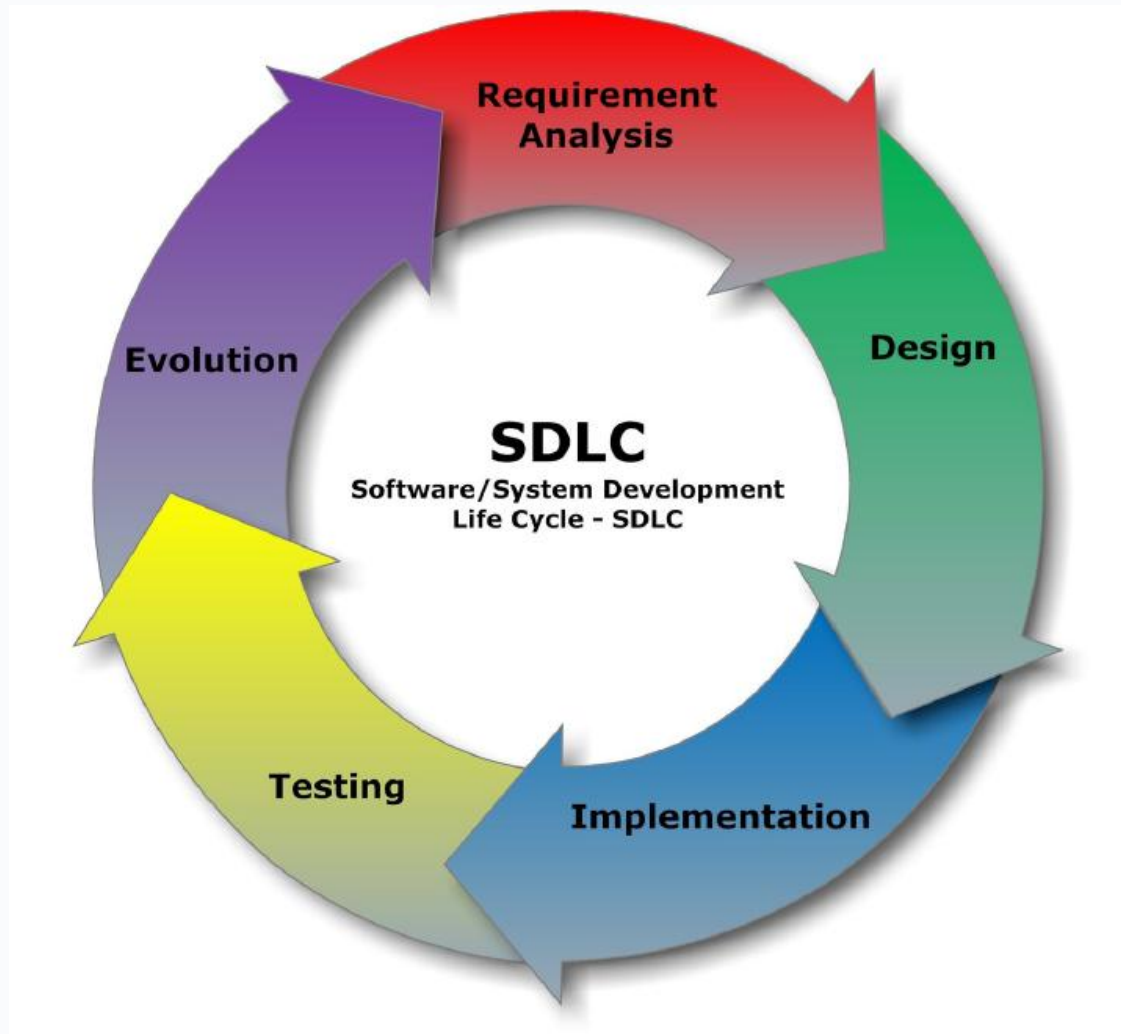 Requirement
Analysis
Design
Evolution
SDLC
Software/System Development
Life Cycle - SDLC
Testing
Implementation